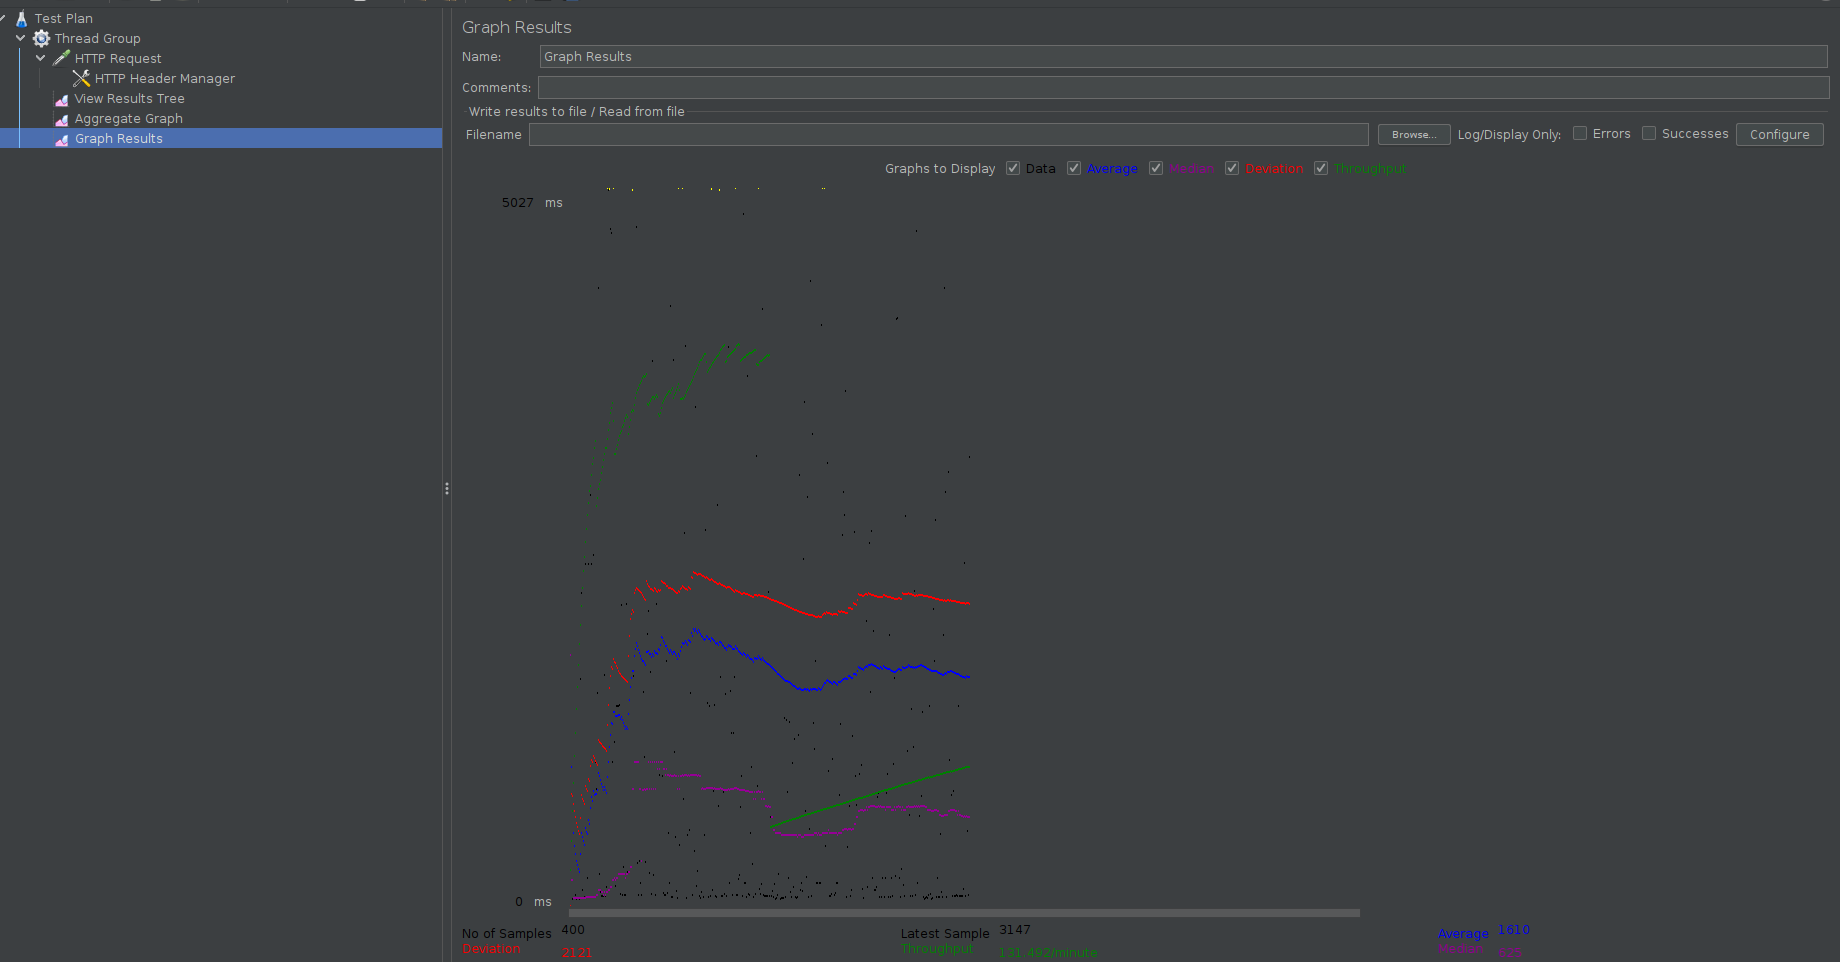 Test Plan
Thread Group
HTTP Request
HTTP Header Manager
View Results Tree
Aggregate Graph
Graph Results
Graph Results
Name: Graph Results
Comments:
Write results to file / Read from file
Filename Browse... Log/Display Only: Errors Successes Configure
Graphs to Display Data Average Median Deviation Throughput
5027 ms
0 ms
No of Samples 400 Latest Sample 3147 Average 1610
Deviation 2121 Throughput 131.492/minute Median